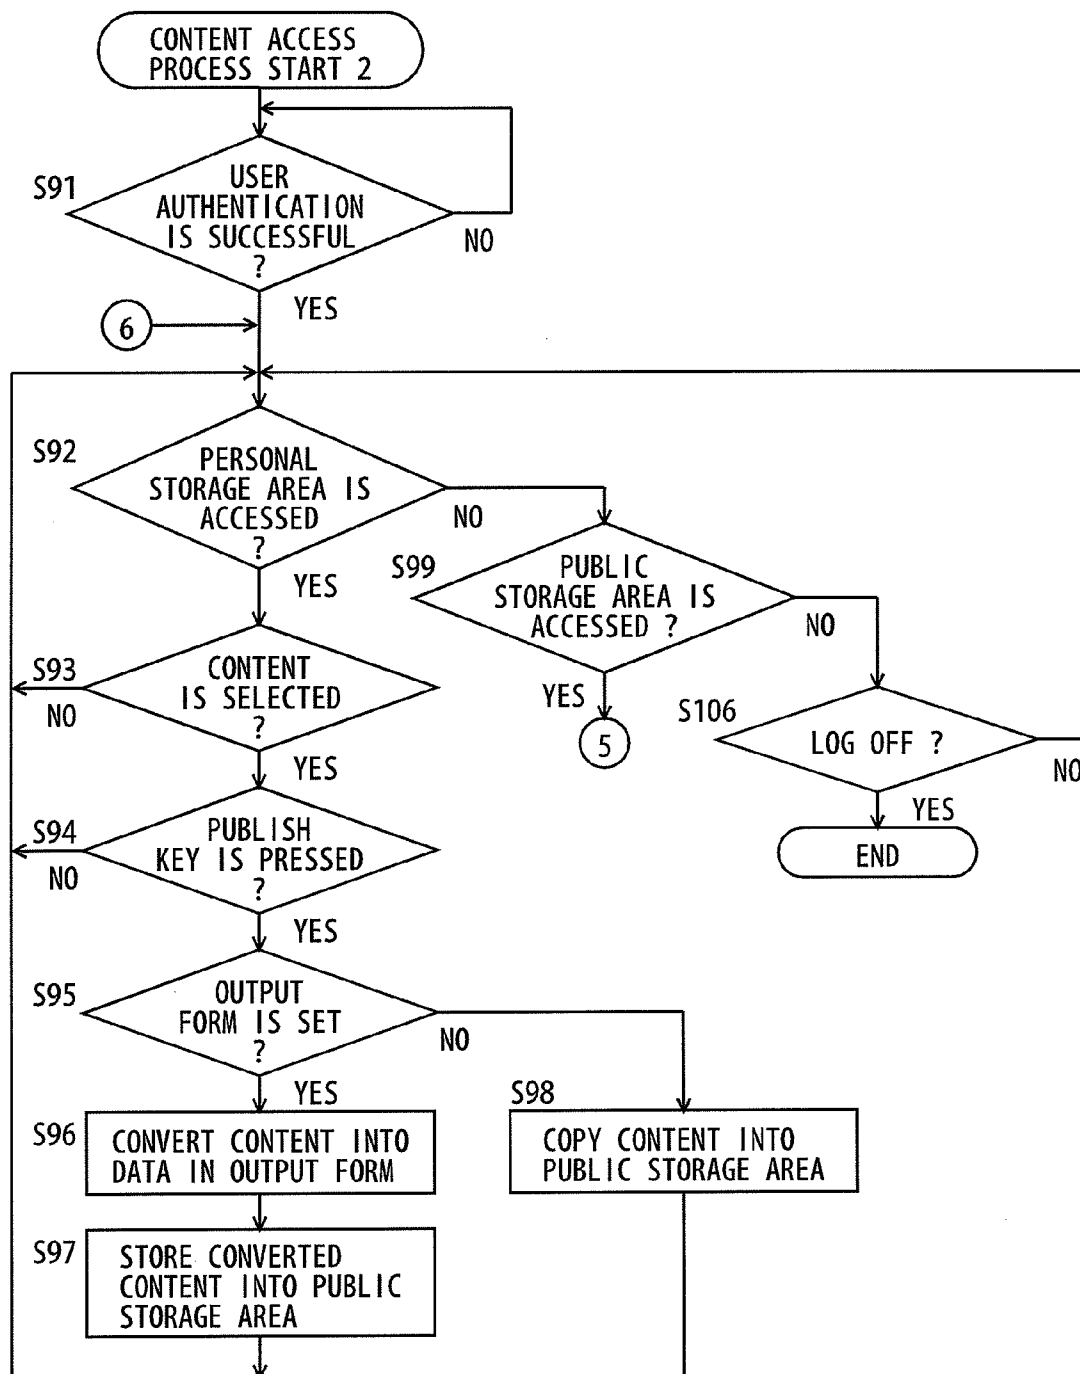 CONTENT ACCESS
PROCESS START 2
S91
USER
AUTHENTICATION
IS SUCCESSFUL
?
NO
YES
6
S92
PERSONAL
STORAGE AREA IS
ACCESSED
?
NO
YES
S99
PUBLIC
STORAGE AREA IS
ACCESSED ?
NO
YES
5
S106
LOG OFF ?
NO
YES
END
S93
CONTENT
IS SELECTED
?
NO
YES
S94
PUBLISH
KEY IS PRESSED
?
NO
YES
S95
OUTPUT
FORM IS SET
?
NO
YES
S96
CONVERT CONTENT INTO
DATA IN OUTPUT FORM
S98
COPY CONTENT INTO
PUBLIC STORAGE AREA
S97
STORE CONVERTED
CONTENT INTO PUBLIC
STORAGE AREA